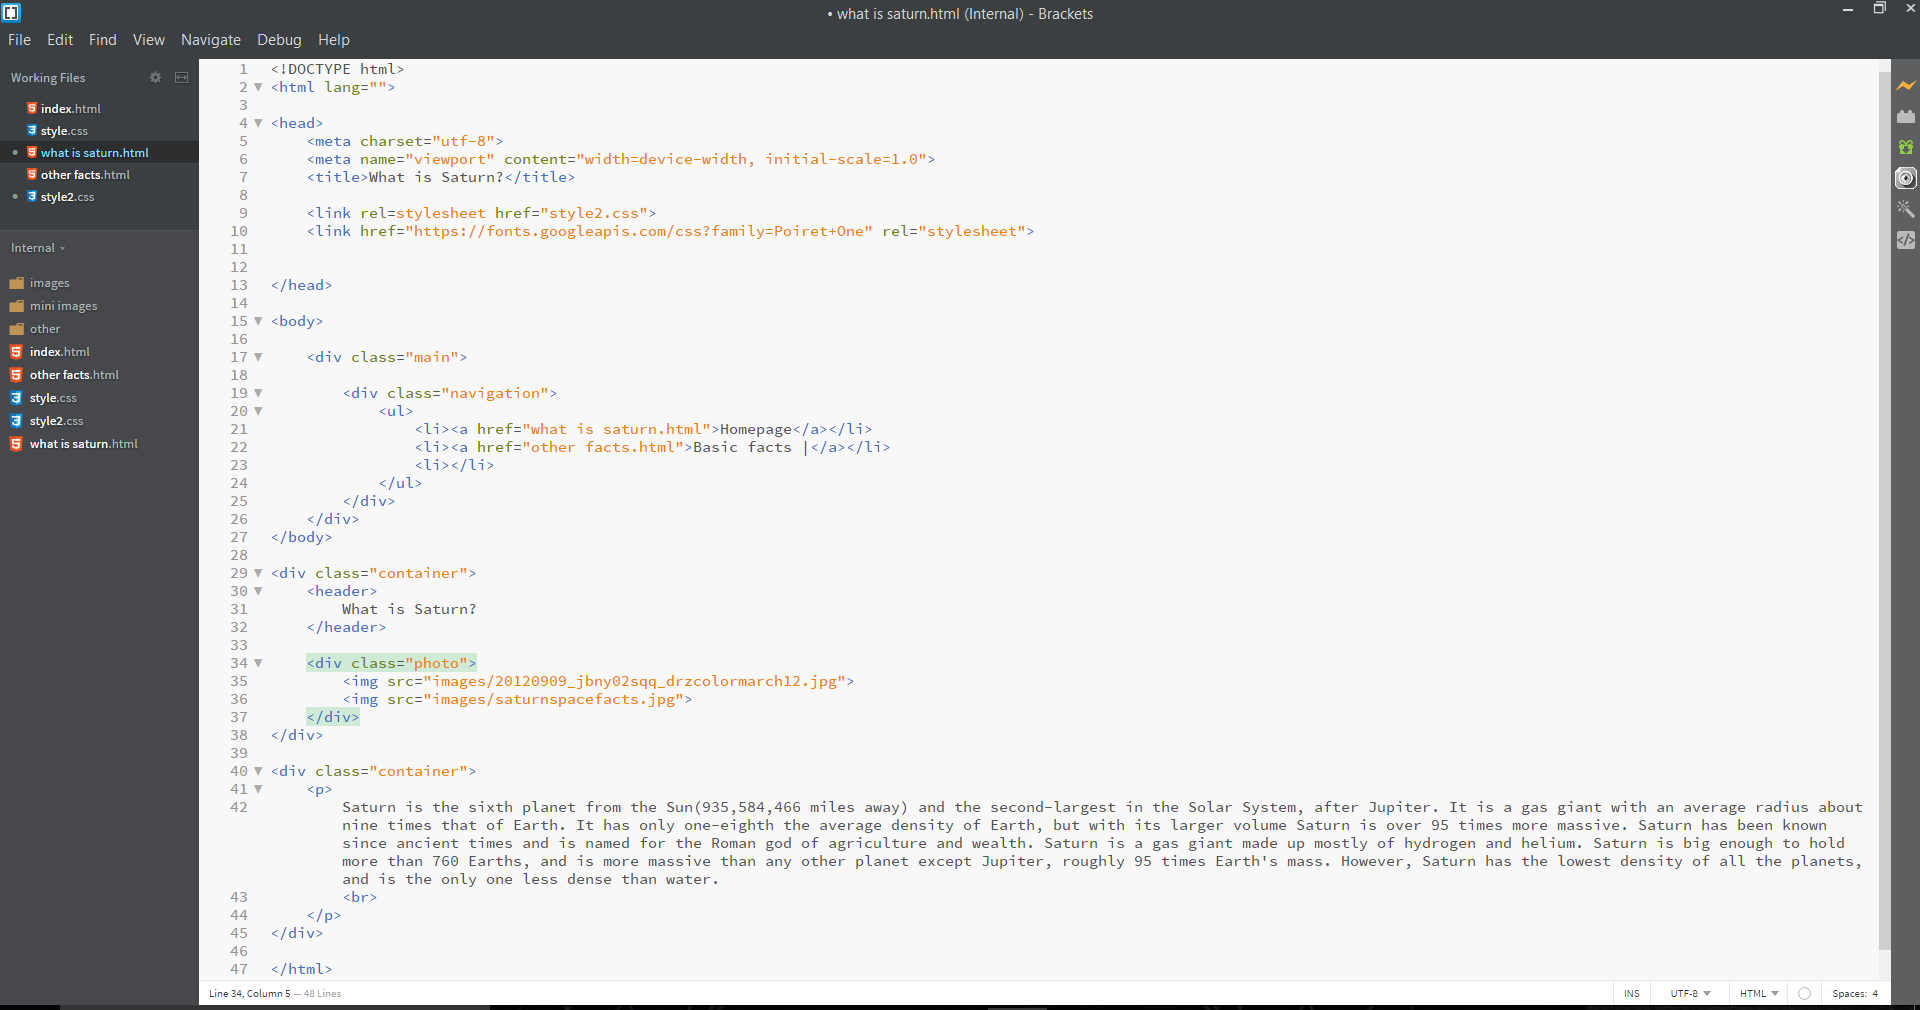 • what is saturn.html (Internal) - Brackets
File Edit Find View Navigate Debug Help
Working Files
index.html
style.css
• what is saturn.html
other facts.html
• style2.css
Internal
images
mini images
other
index.html
other facts.html
style.css
style2.css
what is saturn.html
1 <!DOCTYPE html>
2 <html lang="">
3
4 <head>
5 <meta charset="utf-8">
6 <meta name="viewport" content="width=device-width, initial-scale=1.0">
7 <title>What is Saturn?</title>
8
9 <link rel=stylesheet href="style2.css">
10 <link href="https://fonts.googleapis.com/css?family=Poiret+One" rel="stylesheet">
11
12
13 </head>
14
15 <body>
16
17 <div class="main">
18
19 <div class="navigation">
20 <ul>
21 <li><a href="what is saturn.html">Homepage</a></li>
22 <li><a href="other facts.html">Basic facts |</a></li>
23 <li></li>
24 </ul>
25 </div>
26 </div>
27 </body>
28
29 <div class="container">
30 <header>
31 What is Saturn?
32 </header>
33
34 <div class="photo">
35 <img src="images/20120909_jbny02sqq_drzcolormarch12.jpg">
36 <img src="images/saturnspacefacts.jpg">
37 </div>
38 </div>
39
40 <div class="container">
41 <p>
42 Saturn is the sixth planet from the Sun(935,584,466 miles away) and the second-largest in the Solar System, after Jupiter. It is a gas giant with an average radius about
nine times that of Earth. It has only one-eighth the average density of Earth, but with its larger volume Saturn is over 95 times more massive. Saturn has been known
since ancient times and is named for the Roman god of agriculture and wealth. Saturn is a gas giant made up mostly of hydrogen and helium. Saturn is big enough to hold
more than 760 Earths, and is more massive than any other planet except Jupiter, roughly 95 times Earth's mass. However, Saturn has the lowest density of all the planets,
and is the only one less dense than water.
43 <br>
44 </p>
45 </div>
46
47 </html>
Line 34, Column 5 — 48 Lines
INS UTF-8 HTML Spaces: 4